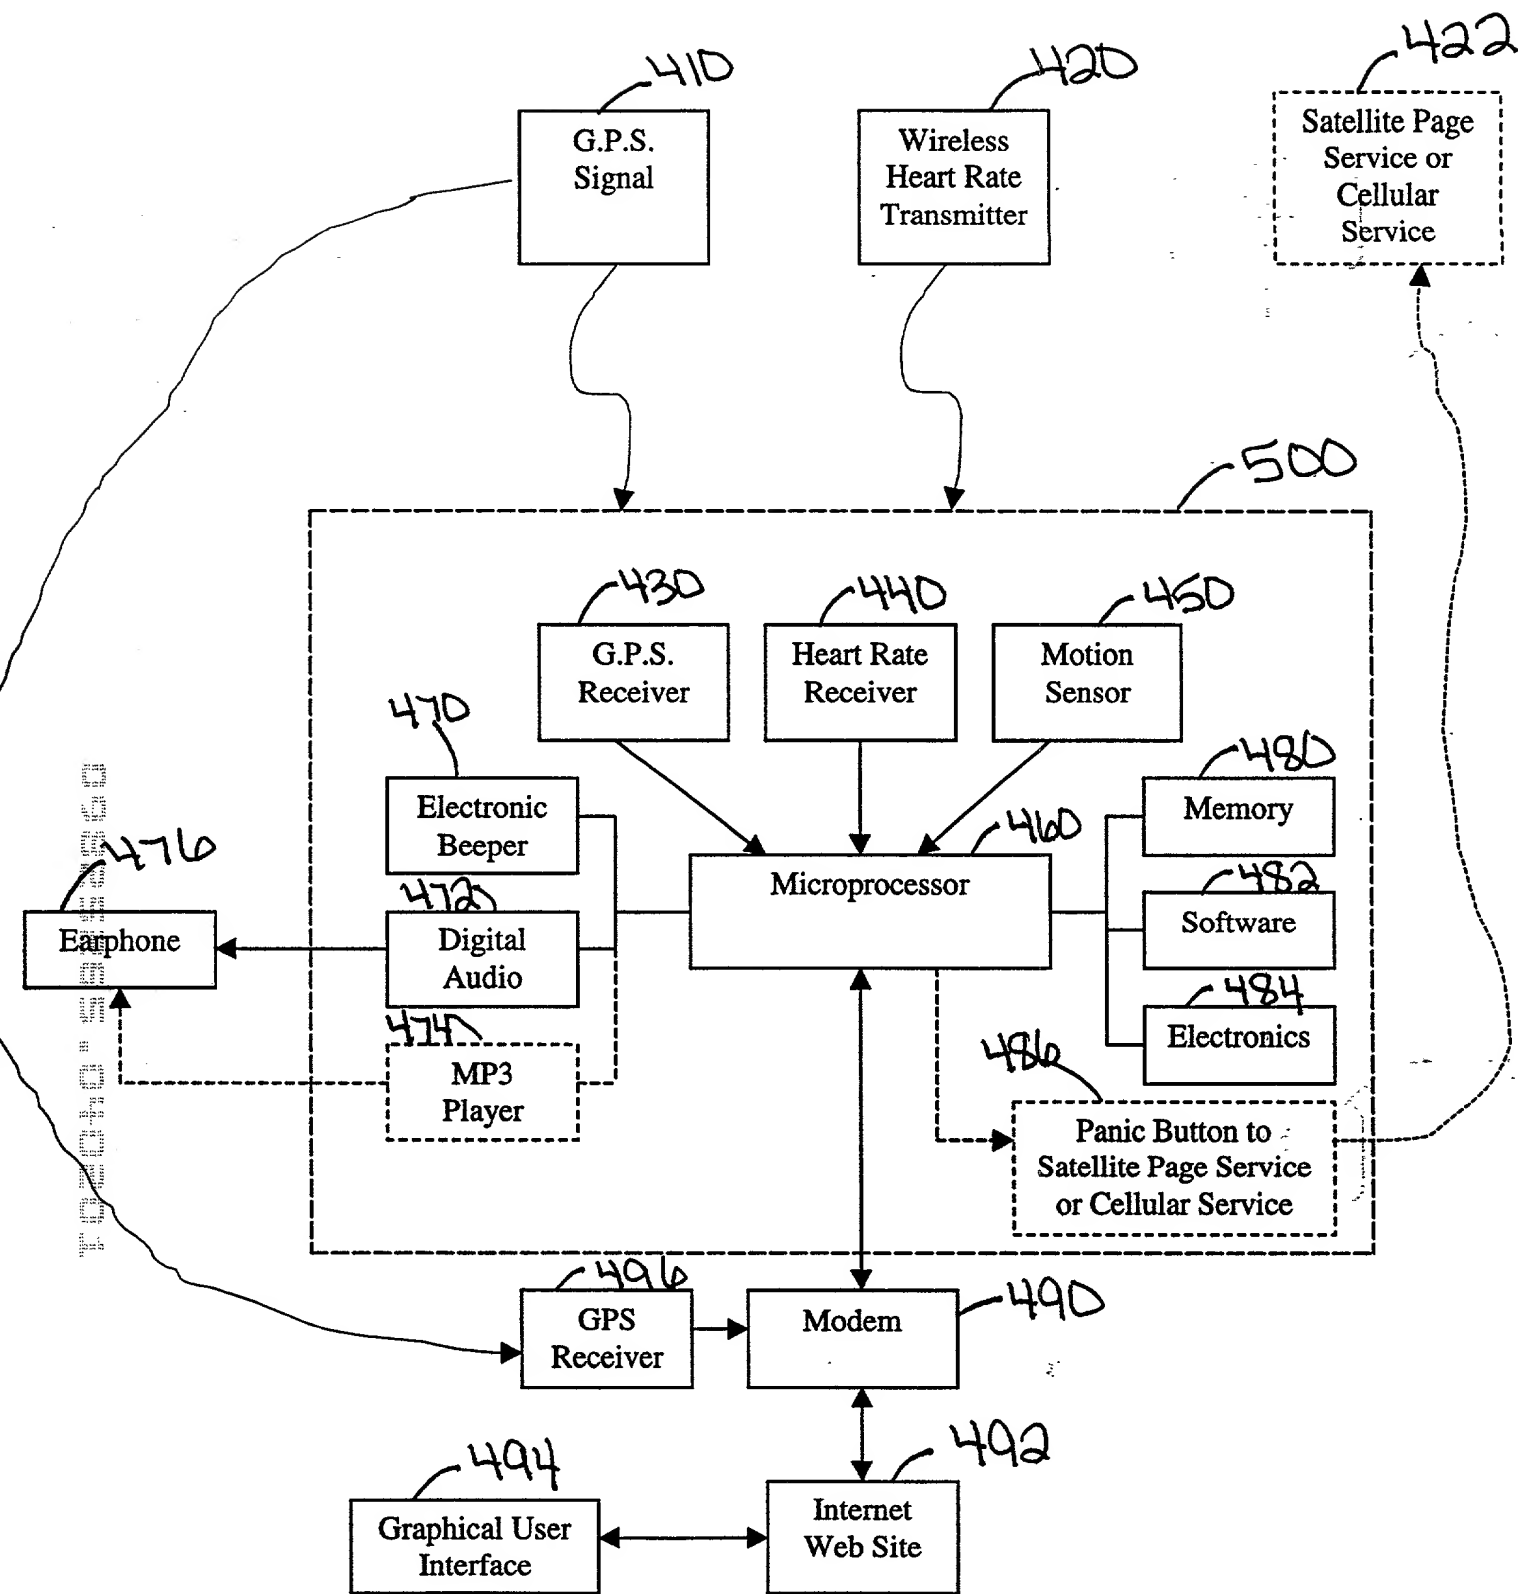 410
420
422
G.P.S.
Signal
Wireless
Heart Rate
Transmitter
Satellite Page
Service or
Cellular
Service
500
430
440
450
G.P.S.
Receiver
Heart Rate
Receiver
Motion
Sensor
470
480
Electronic
Beeper
Memory
460
Microprocessor
476
Earphone
472
Digital
Audio
482
Software
474
MP3
Player
484
Electronics
486
Panic Button to
Satellite Page Service
or Cellular Service
496
GPS
Receiver
490
Modem
494
Graphical User
Interface
492
Internet
Web Site